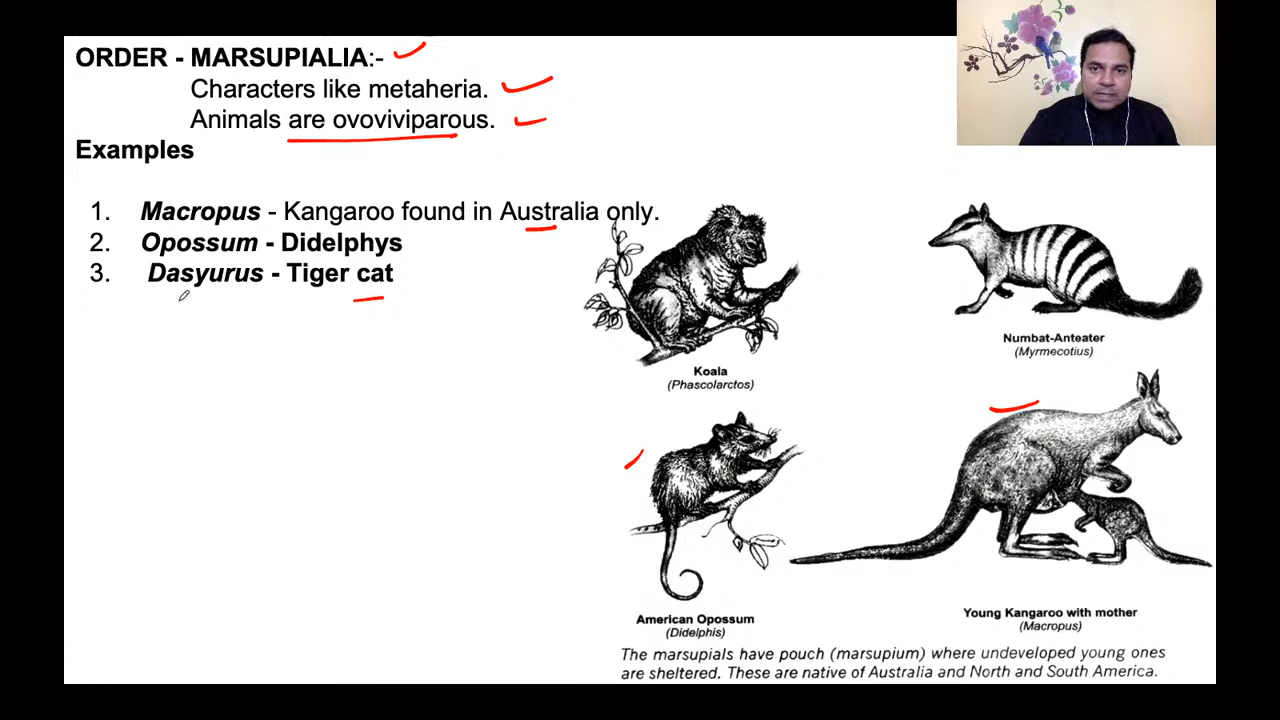 ORDER - MARSUPIALIA:-
Characters like metaheria.
Animals are ovoviviparous.
Examples
1. Macropus - Kangaroo found in Australia only.
2. Opossum - Didelphys
3. Dasyurus - Tiger cat
Koala
(Phascolarctos)
Numbat-Anteater
(Myrmecotius)
American Opossum
(Didelphis)
Young Kangaroo with mother
(Macropus)
The marsupials have pouch (marsupium) where undeveloped young ones
are sheltered. These are native of Australia and North and South America.